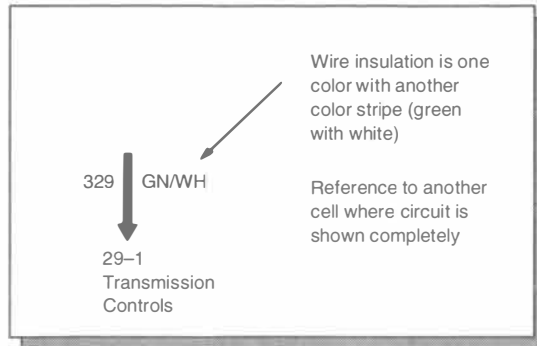 Wire insulation is one
color with another
color stripe (green
with white)
329 GN/WH
Reference to another
cell where circuit is
shown completely
29–1
Transmission
Controls